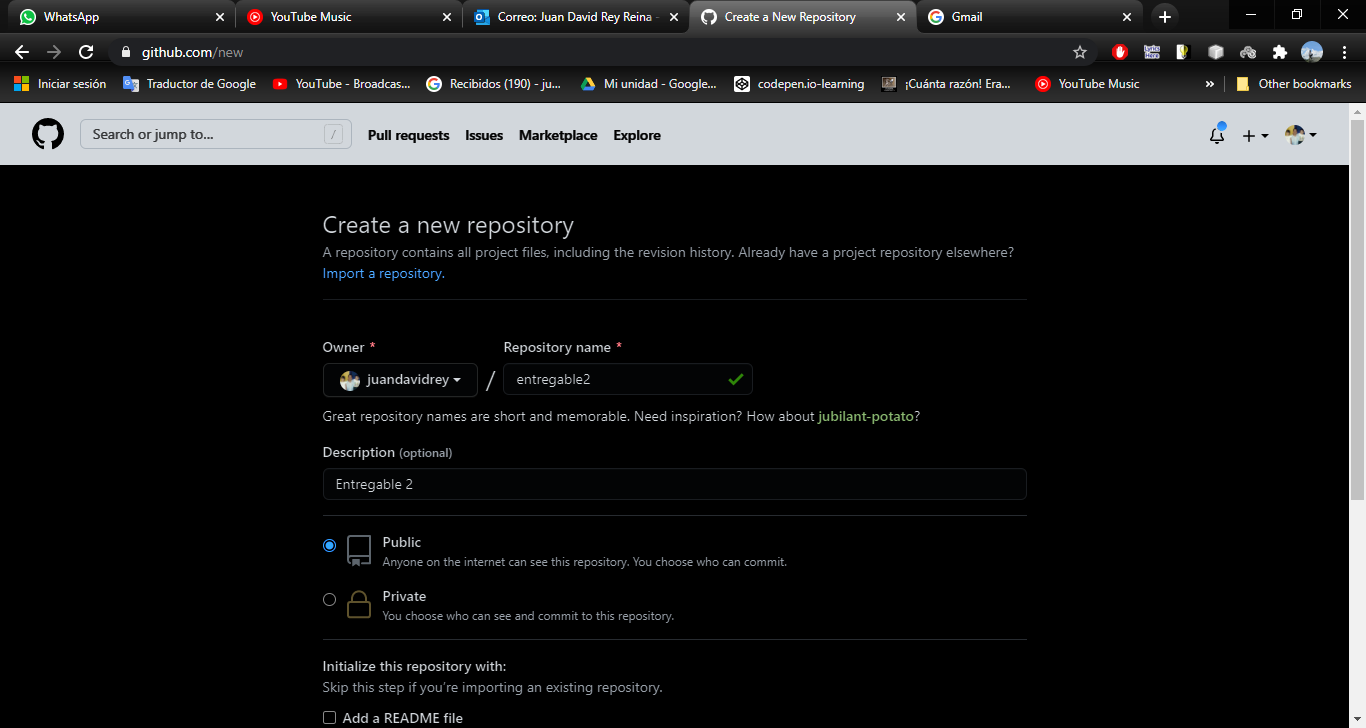 WhatsApp
YouTube Music
Correo: Juan David Rey Reina -
Create a New Repository
Gmail
github.com/new
Iniciar sesión
Traductor de Google
YouTube - Broadcas...
Recibidos (190) - ju...
Mi unidad - Google...
codepen.io-learning
¡Cuánta razón! Era...
YouTube Music
»
Other bookmarks
Search or jump to...
/
Pull requests
Issues
Marketplace
Explore
Create a new repository
A repository contains all project files, including the revision history. Already have a project repository elsewhere?
Import a repository.
Owner *
Repository name *
juandavidrey
/
entregable2
Great repository names are short and memorable. Need inspiration? How about jubilant-potato?
Description (optional)
Entregable 2
Public
Anyone on the internet can see this repository. You choose who can commit.
Private
You choose who can see and commit to this repository.
Initialize this repository with:
Skip this step if you're importing an existing repository.
Add a README file